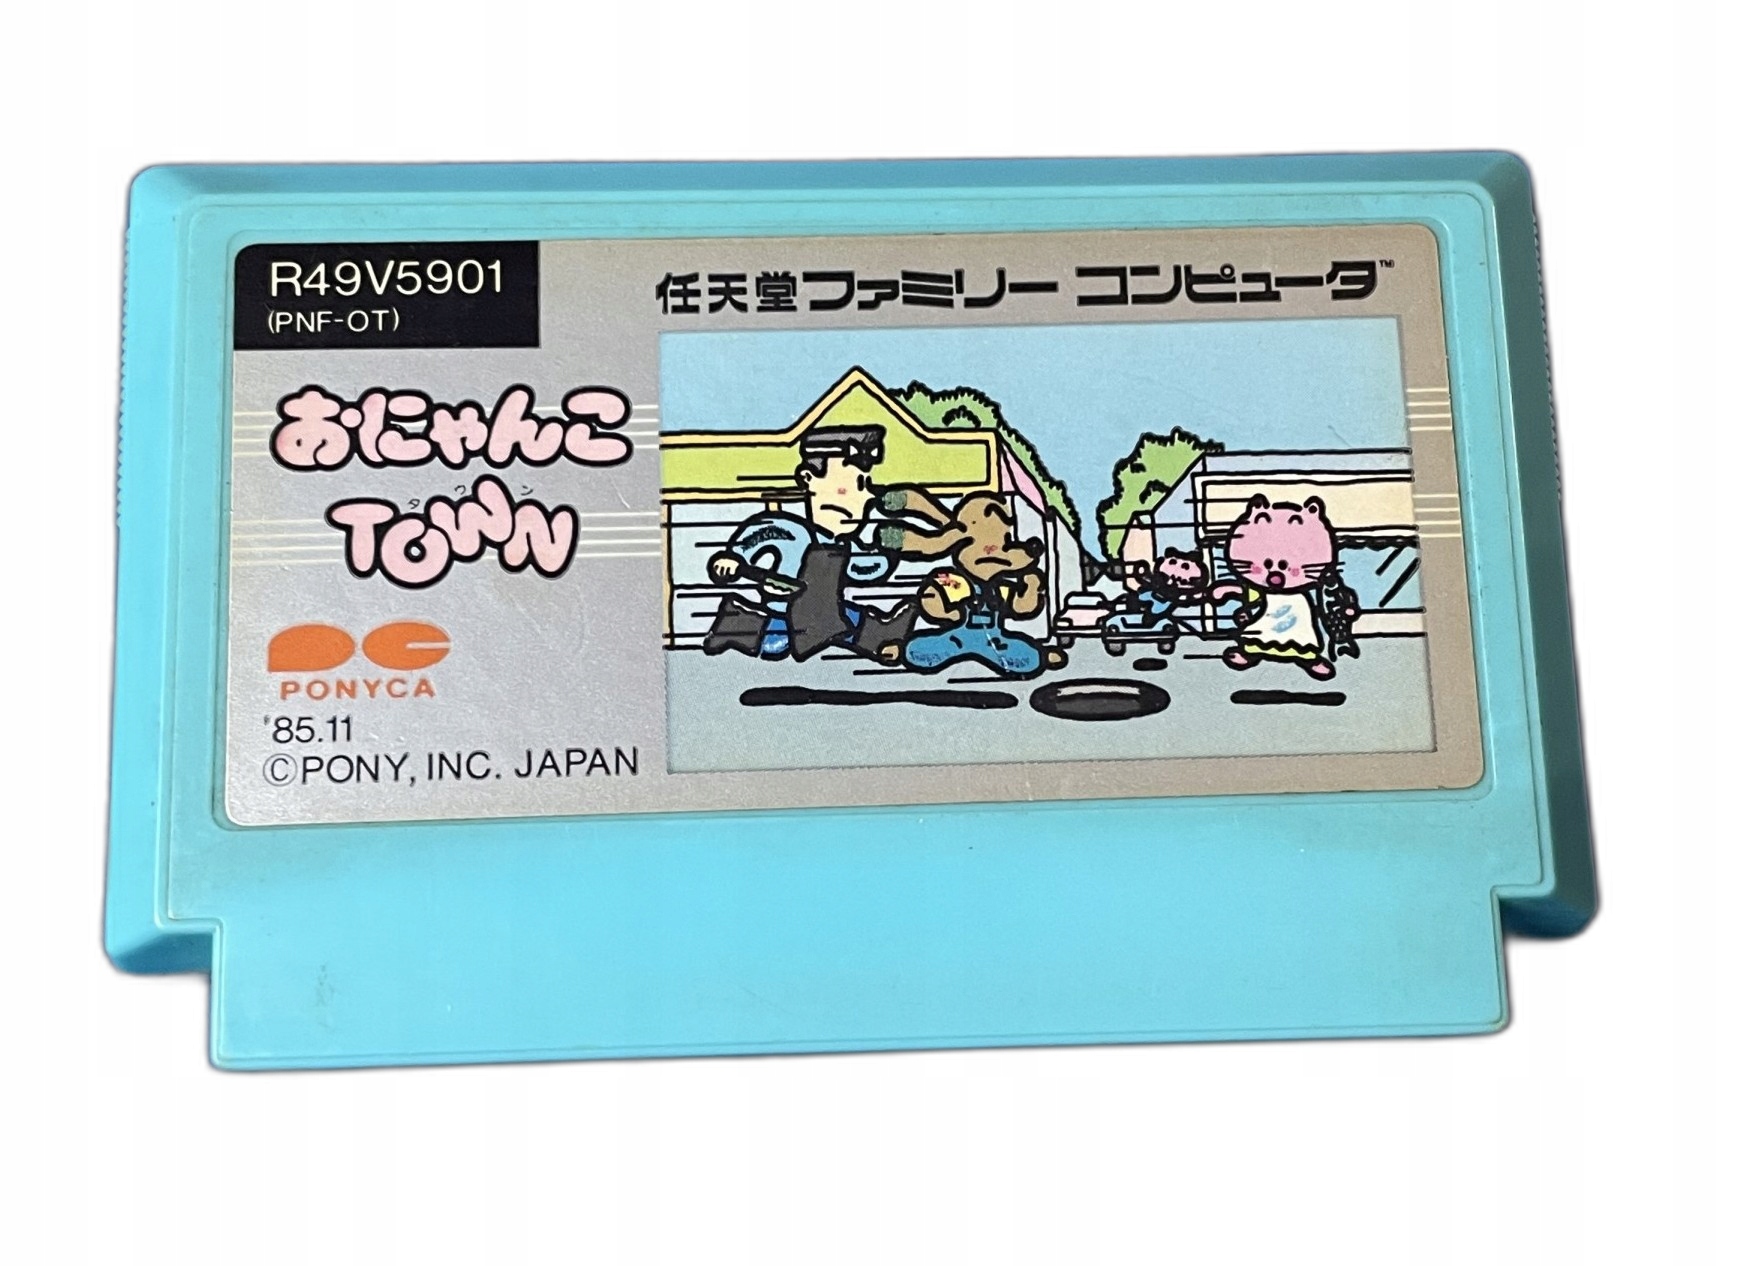 R49V5901
(PNF-OT)
任天堂ファミリーコンピュータ™
おにゃんこ
タウン
TOWN
PONYCA
'85.11
©PONY, INC. JAPAN